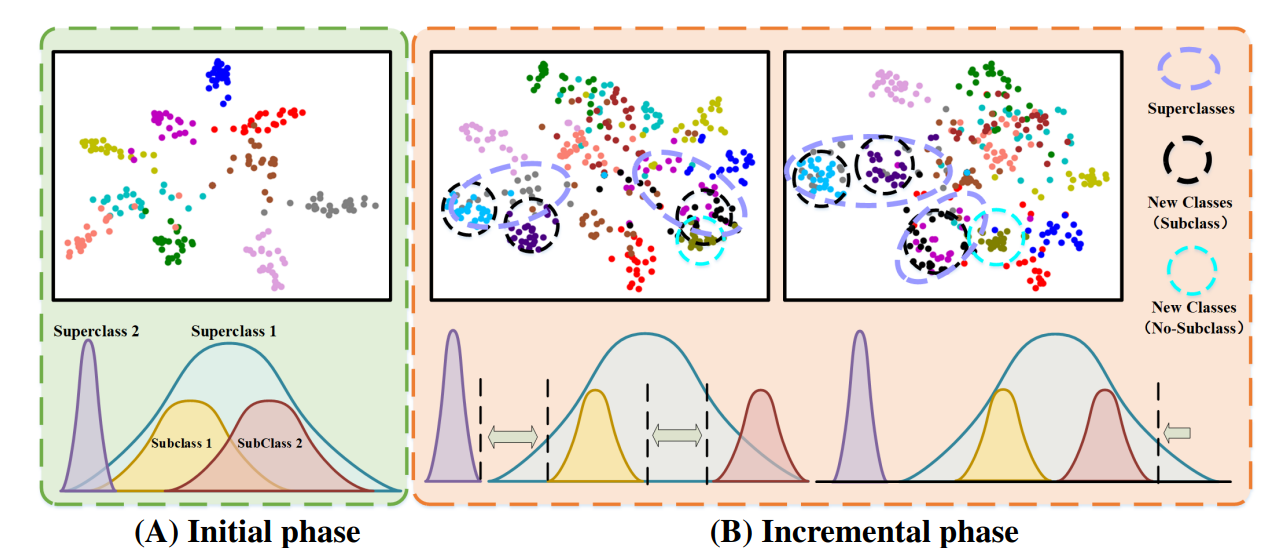 Superclasses
New Classes
（Subclass）
New Classes
（No-Subclass）
Superclass 2
Superclass 1
Subclass 1
SubClass 2
(A) Initial phase
(B) Incremental phase